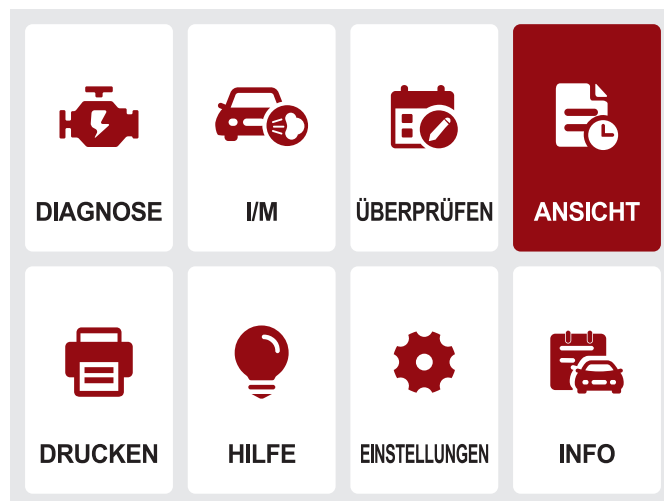 DIAGNOSE
I/M
ÜBERPRÜFEN
ANSICHT
DRUCKEN
HILFE
EINSTELLUNGEN
INFO